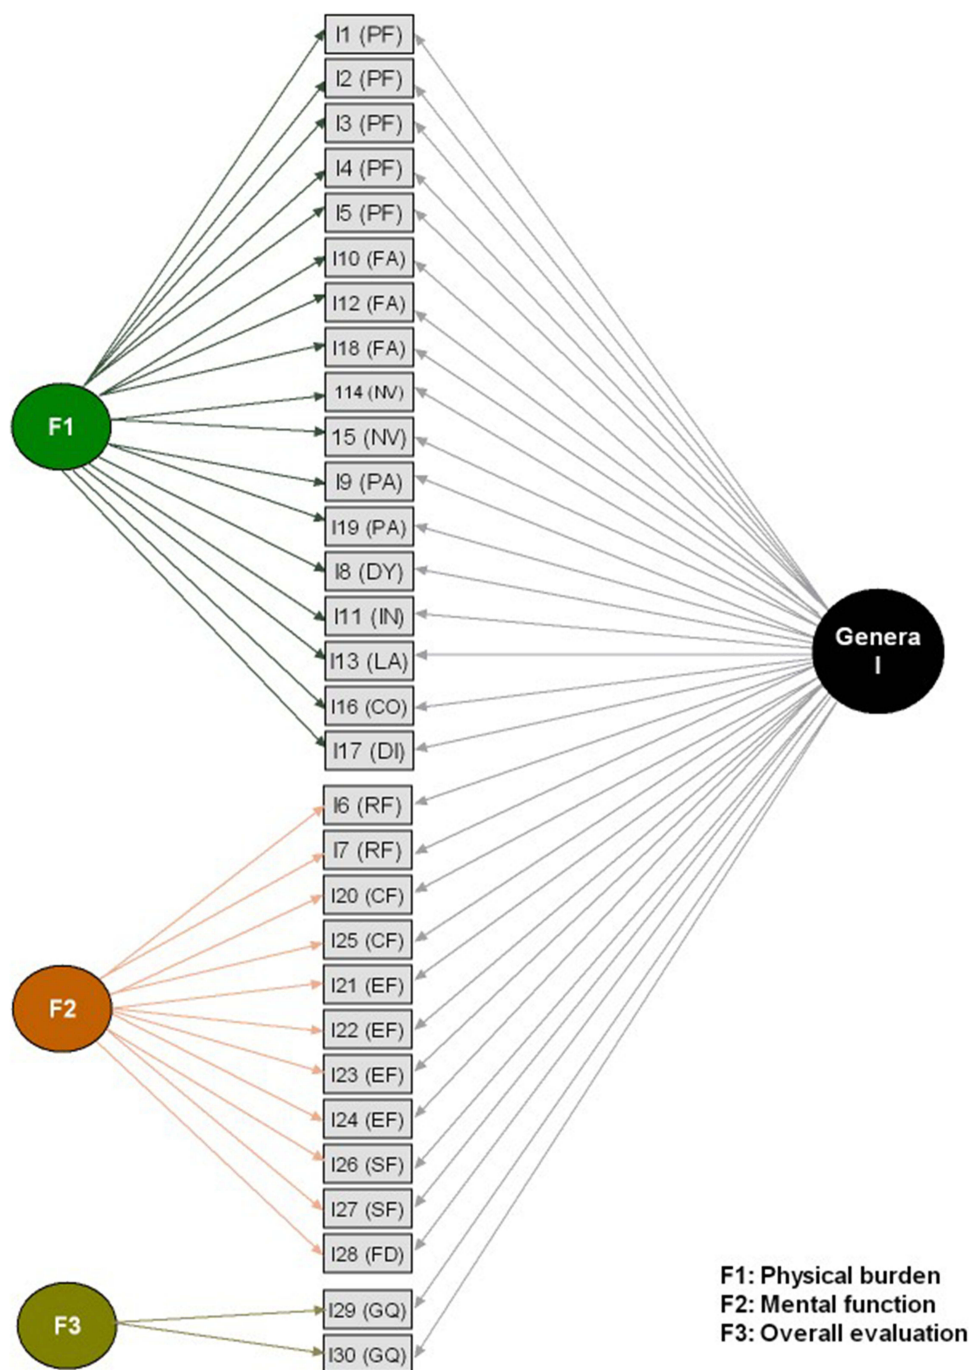 I1 (PF)
I2 (PF)
I3 (PF)
I4 (PF)
I5 (PF)
I10 (FA)
I12 (FA)
I18 (FA)
114 (NV)
15 (NV)
I9 (PA)
I19 (PA)
I8 (DY)
I11 (IN)
I13 (LA)
I16 (CO)
I17 (DI)
I6 (RF)
I7 (RF)
I20 (CF)
I25 (CF)
I21 (EF)
I22 (EF)
I23 (EF)
I24 (EF)
I26 (SF)
I27 (SF)
I28 (FD)
I29 (GQ)
I30 (GQ)
F1
F2
F3
Genera
l
F1: Physical burden
F2: Mental function
F3: Overall evaluation